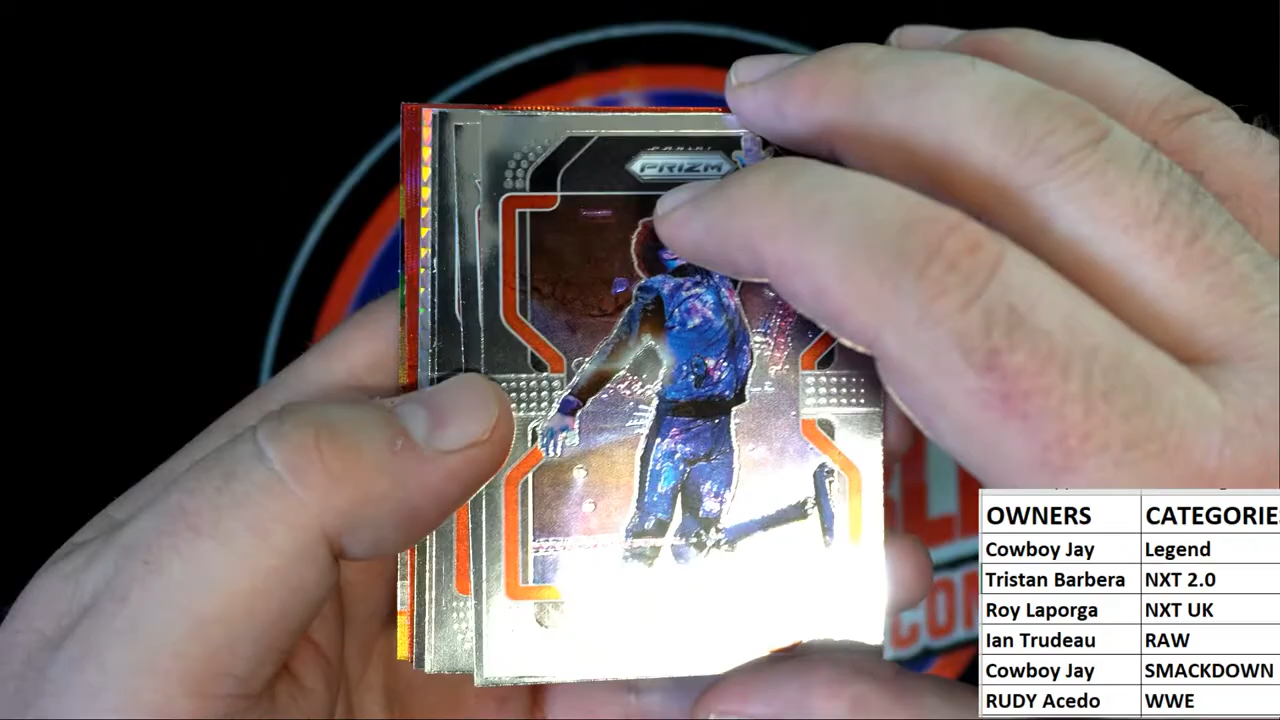 PANINI
PRIZM
OWNERS CATEGORIE
Cowboy Jay Legend
Tristan Barbera NXT 2.0
Roy Laporga NXT UK
Ian Trudeau RAW
Cowboy Jay SMACKDOWN
RUDY Acedo WWE